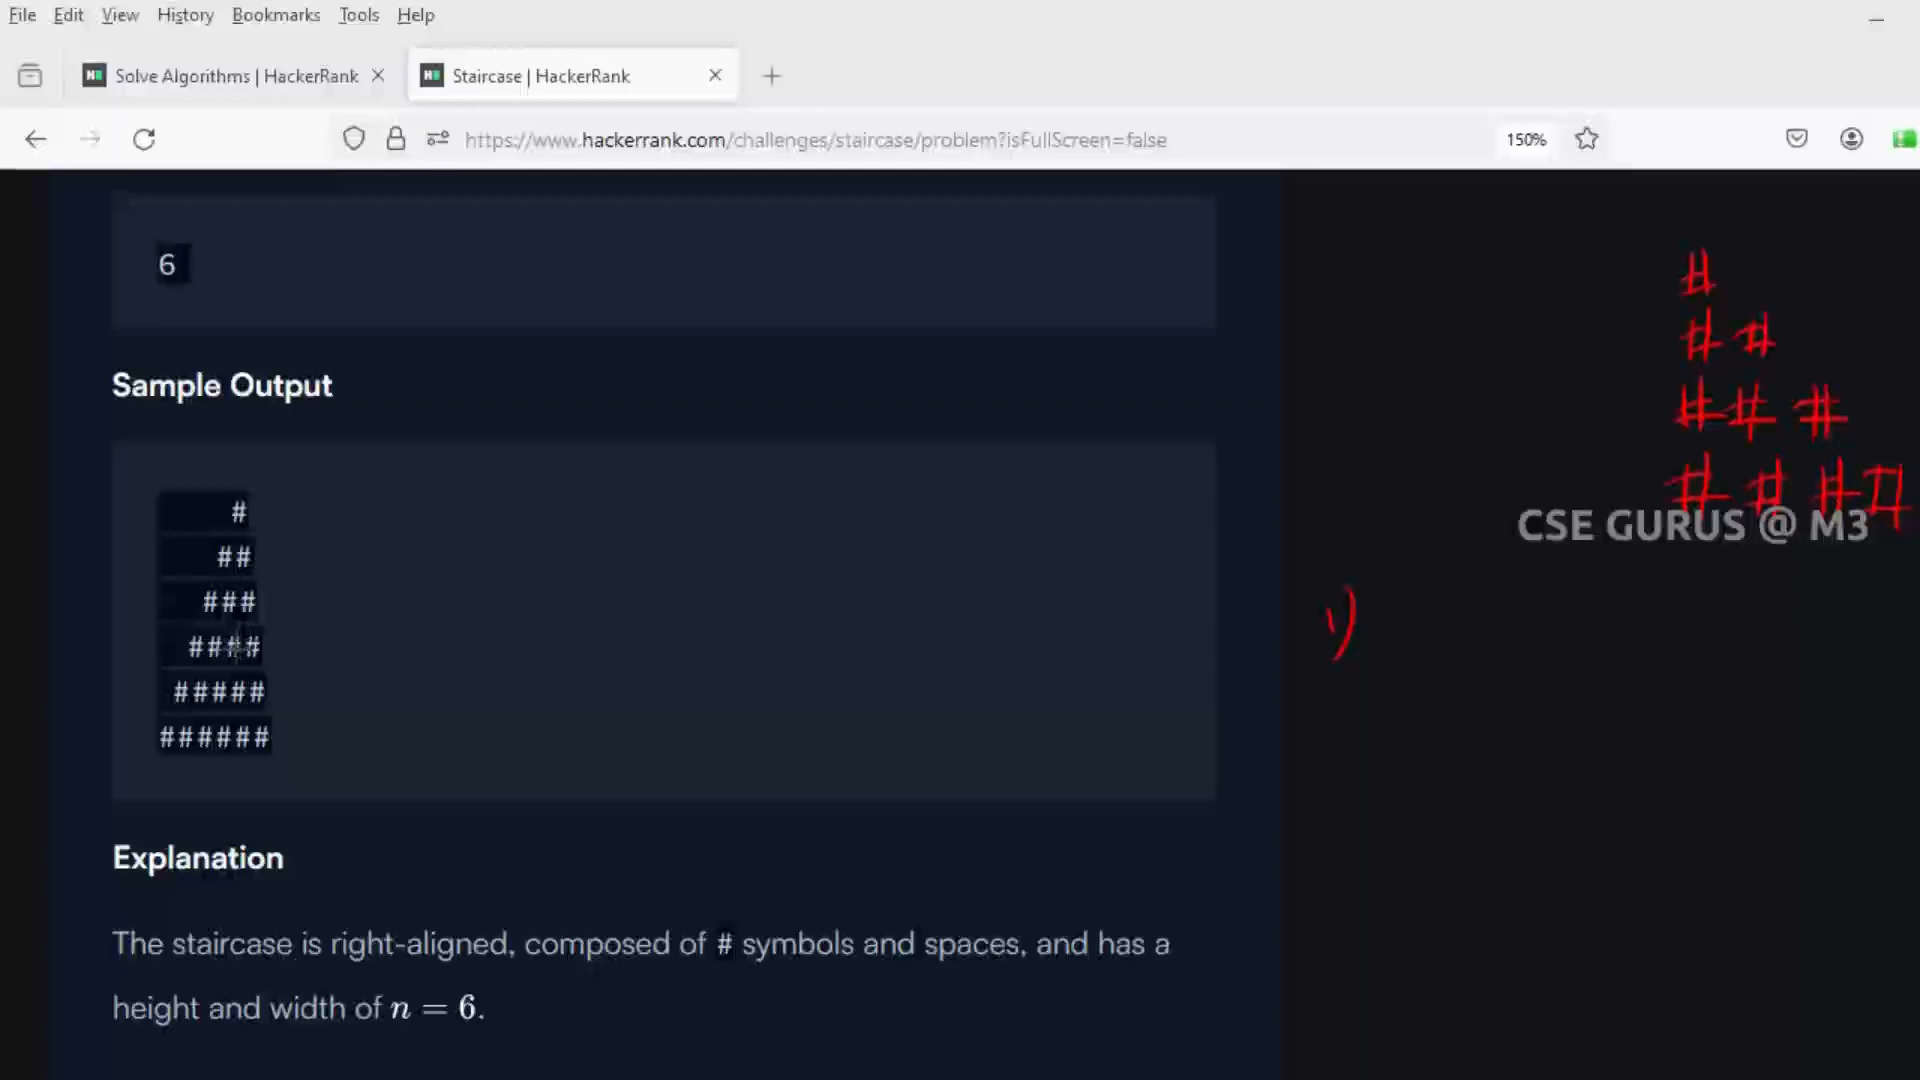 File Edit View History Bookmarks Tools Help
Solve Algorithms | HackerRank
Staircase | HackerRank
https://www.hackerrank.com/challenges/staircase/problem?isFullScreen=false
150%
6
Sample Output
     #
    ##
   ###
  ####
 #####
######
Explanation
The staircase is right-aligned, composed of # symbols and spaces, and has a
height and width of n = 6.
#
# #
# # #
# # # #
CSE GURUS @ M3
1)